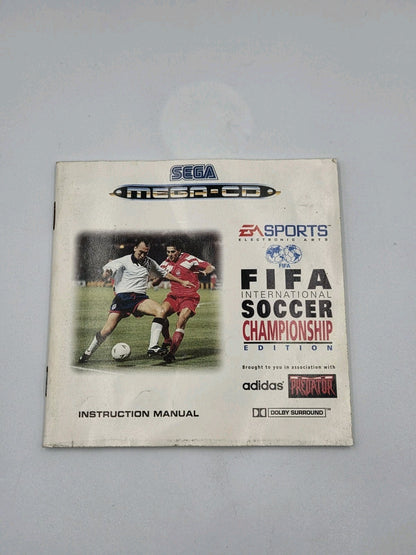 SEGA
MEGA-CD
EA SPORTS
ELECTRONIC ARTS
FIFA
FIFA
INTERNATIONAL
SOCCER
CHAMPIONSHIP
EDITION
Brought to you in association with
adidas PREDATOR
DOLBY SURROUND™
INSTRUCTION MANUAL